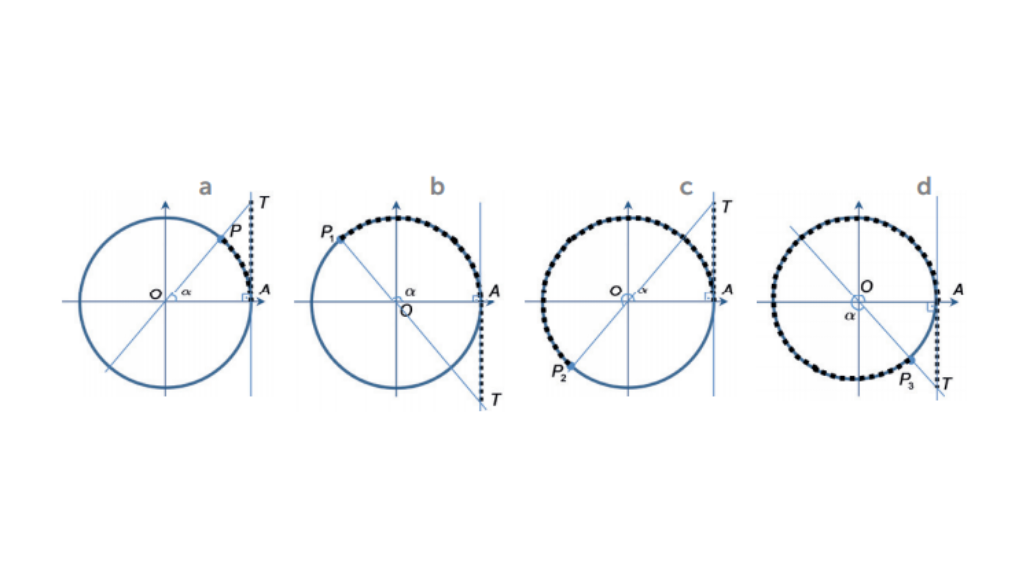 a b c d
T P O α A
P₁ α A O T
T O α A P₂
O A α P₃ T